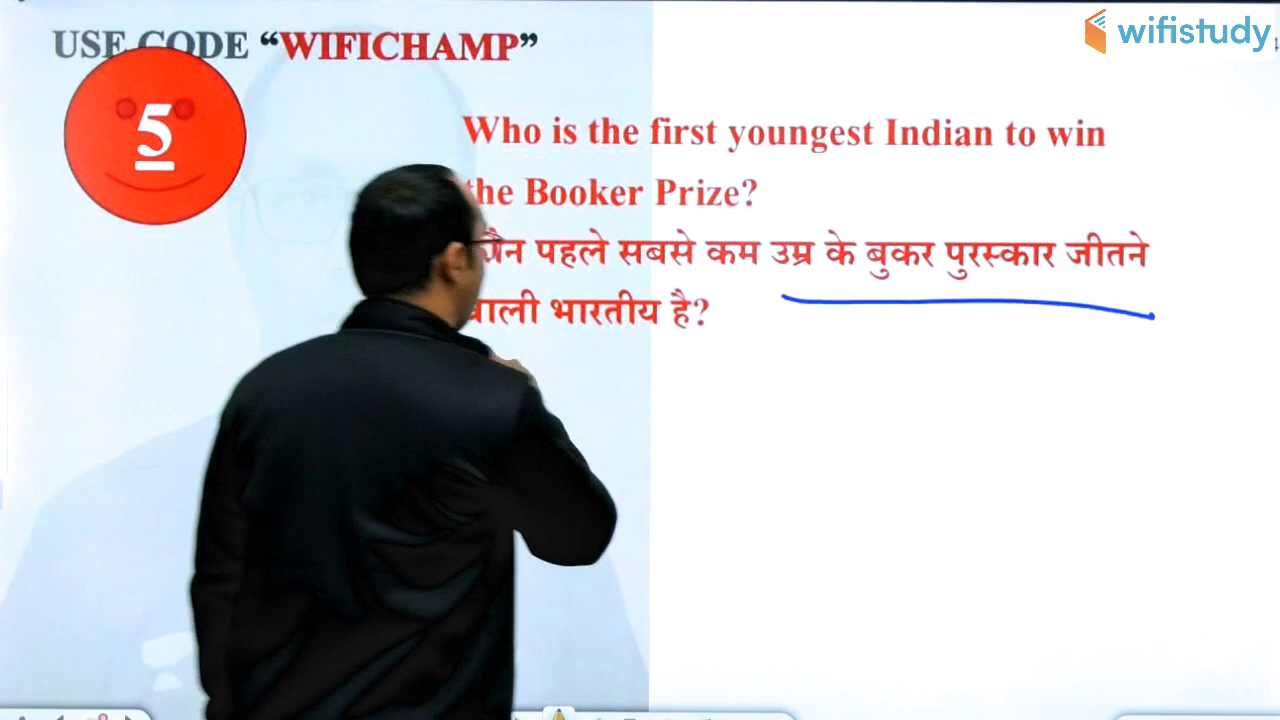 USE CODE “WIFICHAMP”
wifistudy
5
Who is the first youngest Indian to win
the Booker Prize?
कौन पहले सबसे कम उम्र के बुकर पुरस्कार जीतने
वाली भारतीय है?